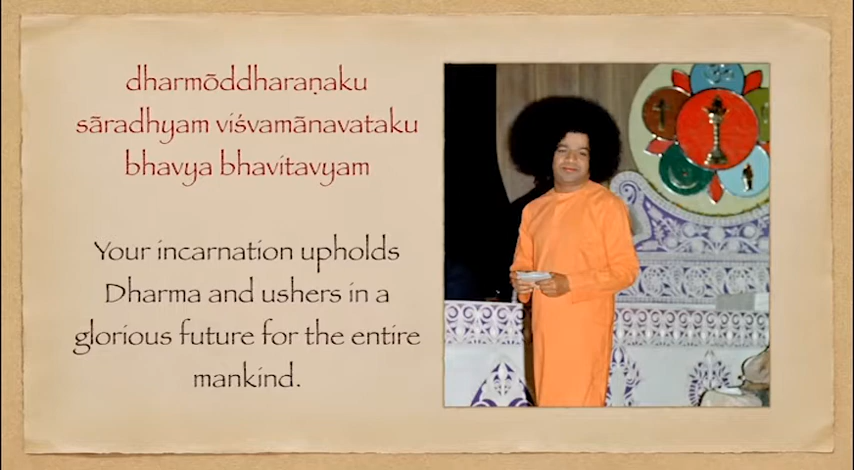 dharmōddharaṇaku
sāradhyam viśvamānavataku
bhavya bhavitavyam
Your incarnation upholds
Dharma and ushers in a
glorious future for the entire
mankind.